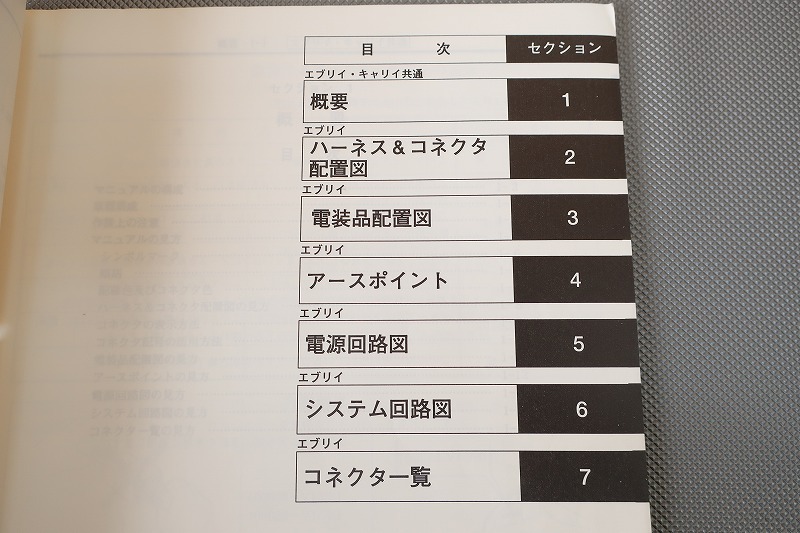 目 次 セクション
エブリイ・キャリイ共通
概要 1
エブリイ
ハーネス＆コネクタ
配置図 2
エブリイ
電装品配置図 3
エブリイ
アースポイント 4
エブリイ
電源回路図 5
エブリイ
システム回路図 6
エブリイ
コネクタ一覧 7